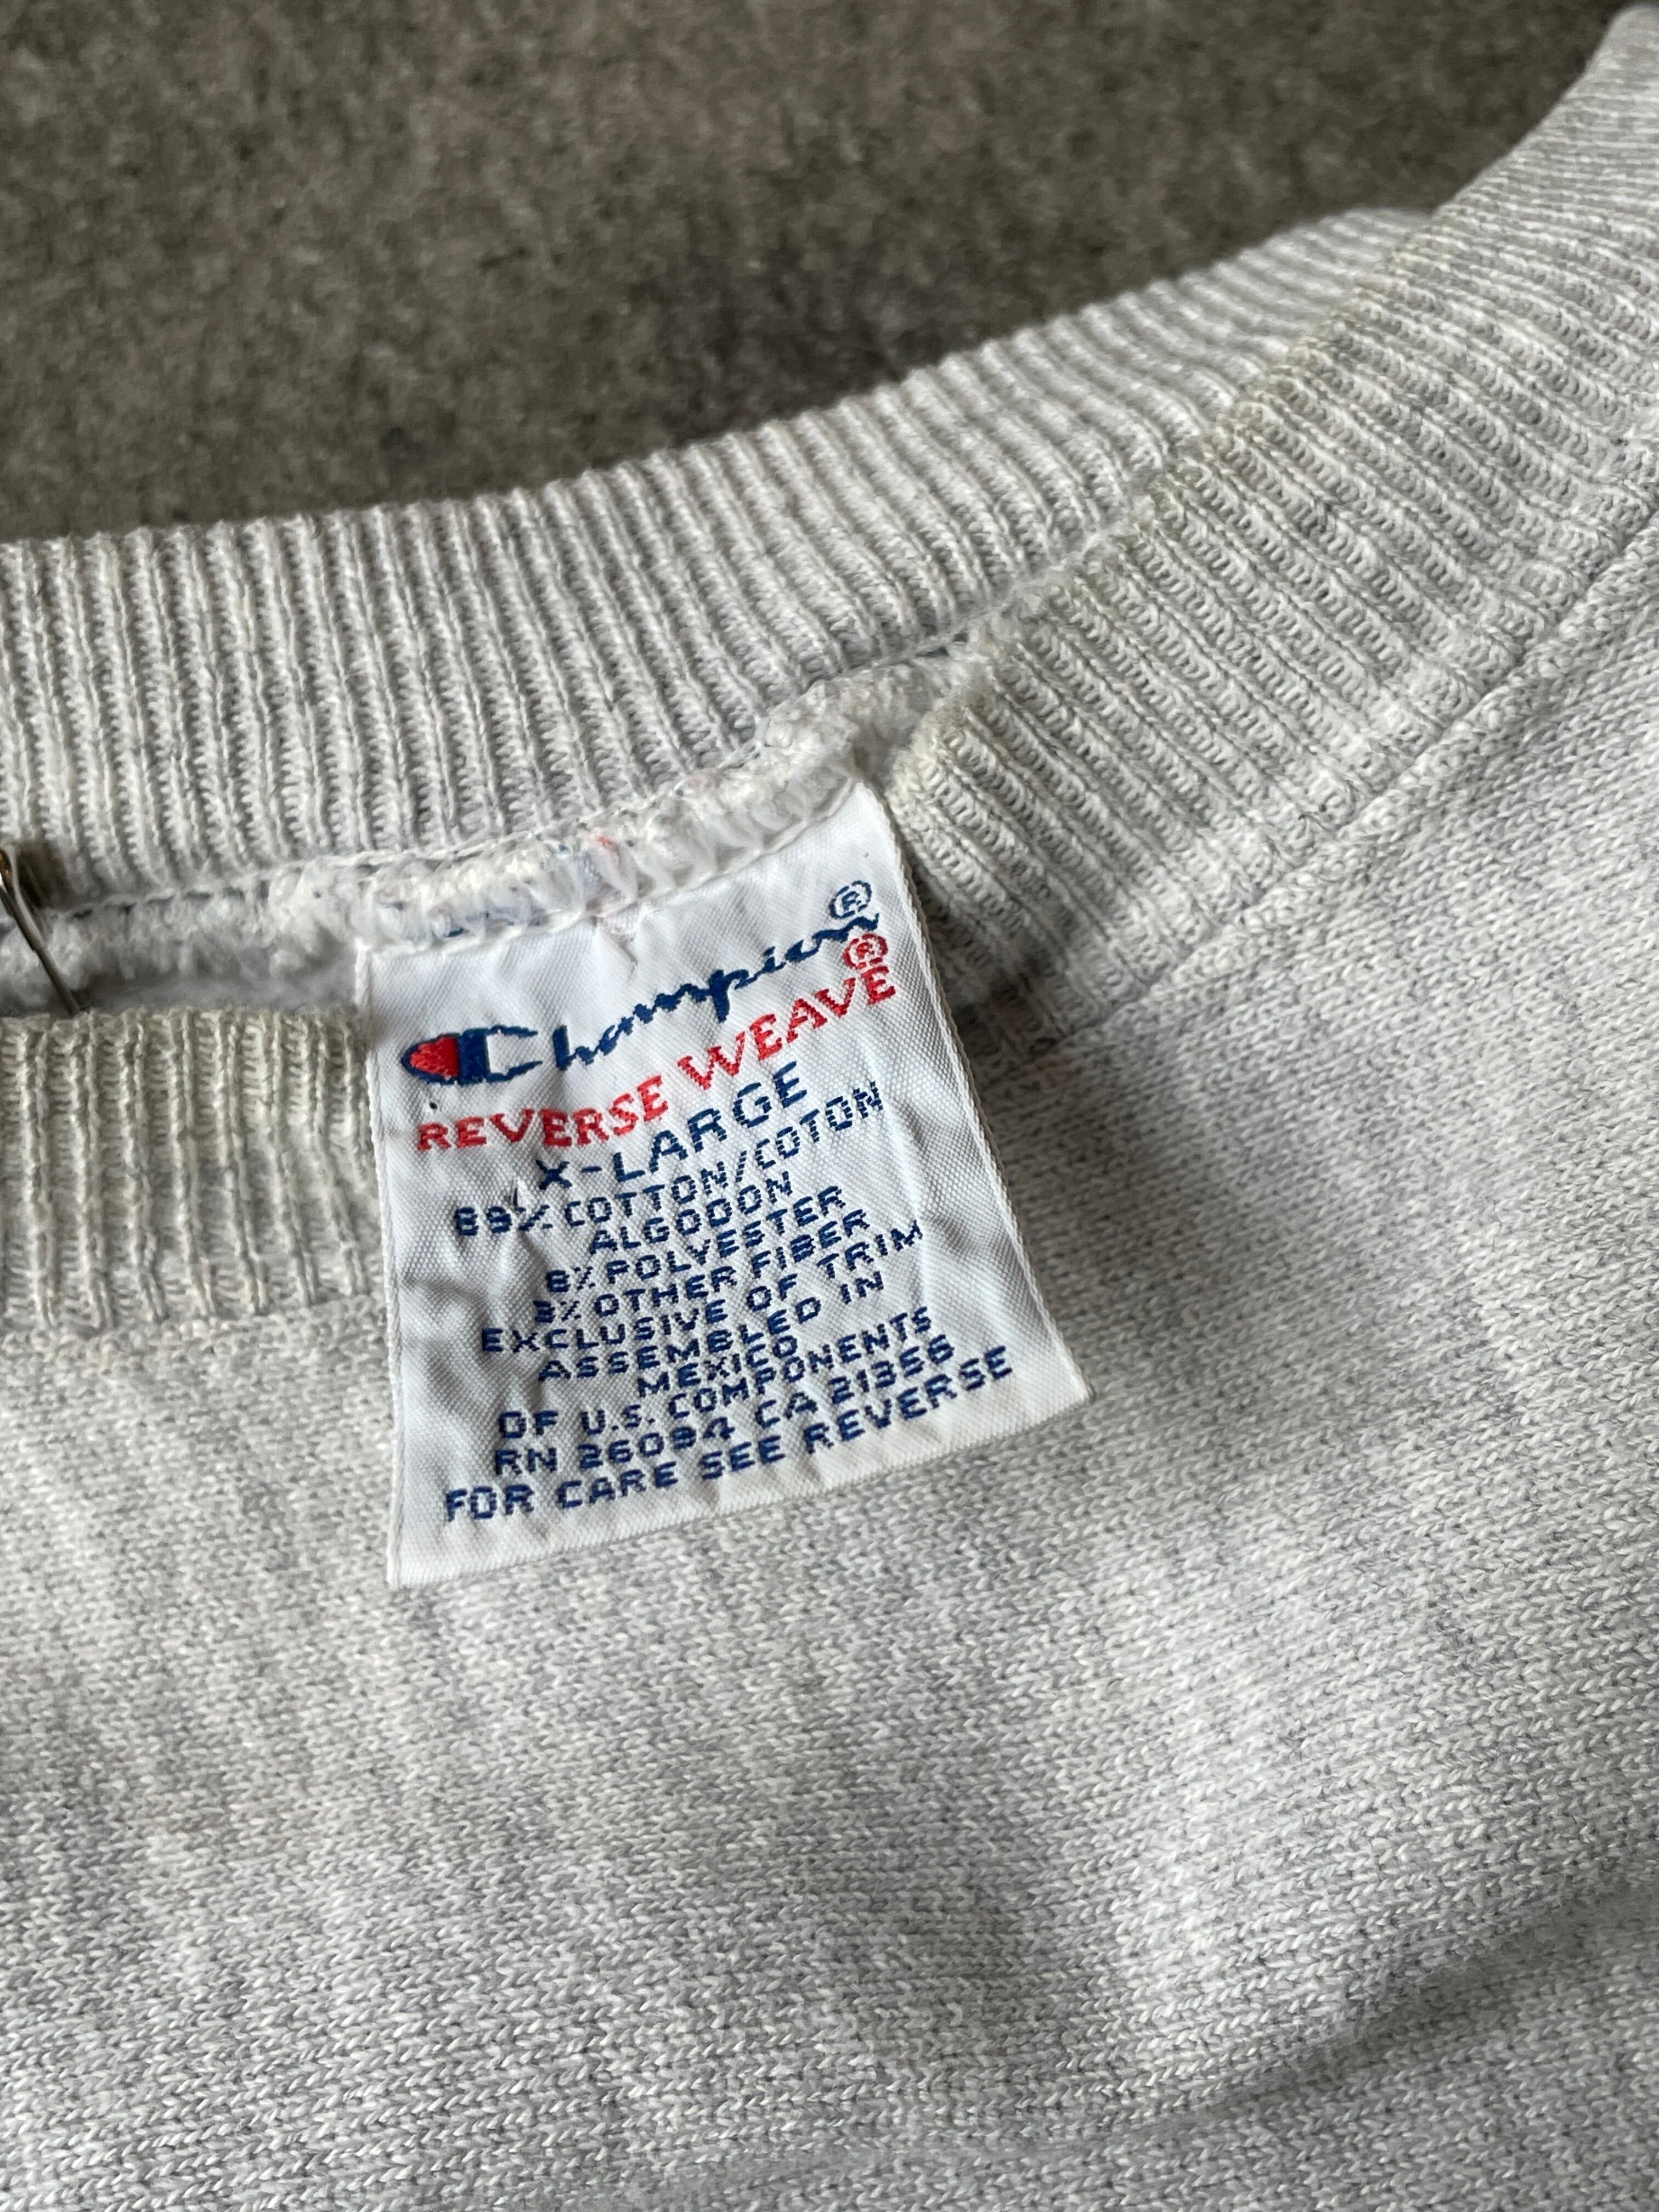 Champion®
REVERSE WEAVE®
X-LARGE
89% COTTON/COTON
ALGODON
8% POLYESTER
3% OTHER FIBER
EXCLUSIVE OF TRIM
ASSEMBLED IN
MEXICO
OF U.S. COMPONENTS
RN 26094 CA 21356
FOR CARE SEE REVERSE